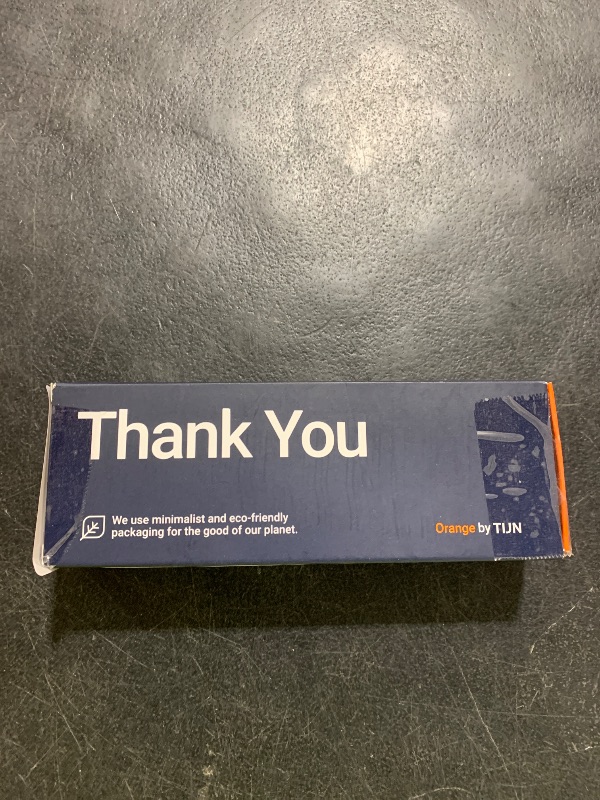 Thank You
We use minimalist and eco-friendly
packaging for the good of our planet.
Orange by TIJN